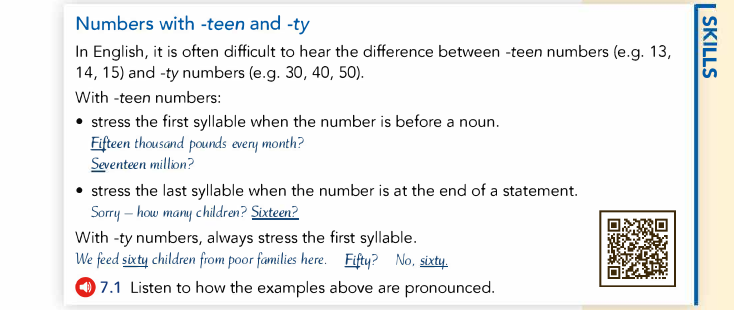 Numbers with -teen and -ty
In English, it is often difficult to hear the difference between -teen numbers (e.g. 13,
14, 15) and -ty numbers (e.g. 30, 40, 50).
With -teen numbers:
• stress the first syllable when the number is before a noun.
Fifteen thousand pounds every month?
Seventeen million?
• stress the last syllable when the number is at the end of a statement.
Sorry – how many children? Sixteen?
With -ty numbers, always stress the first syllable.
We feed sixty children from poor families here. Fifty? No, sixty.
7.1 Listen to how the examples above are pronounced.
SKILLS